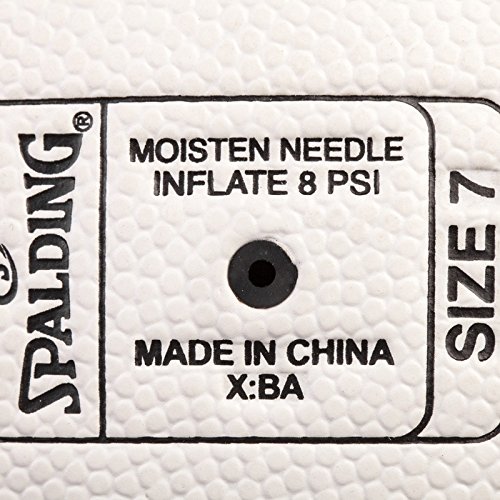 SPALDING®
MOISTEN NEEDLE
INFLATE 8 PSI
MADE IN CHINA
X:BA
SIZE 7